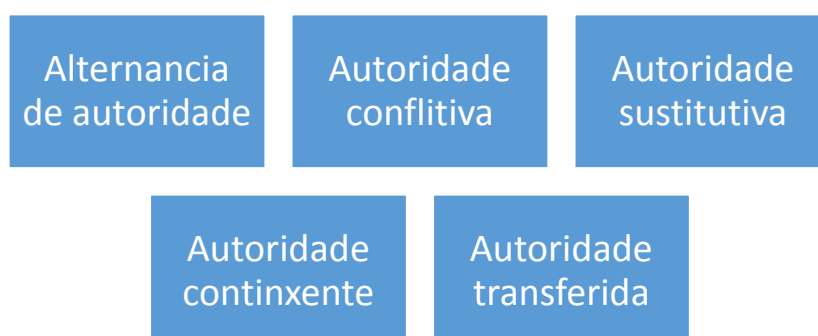 Alternancia
de autoridade
Autoridade
conflitiva
Autoridade
sustitutiva
Autoridade
continxente
Autoridade
transferida